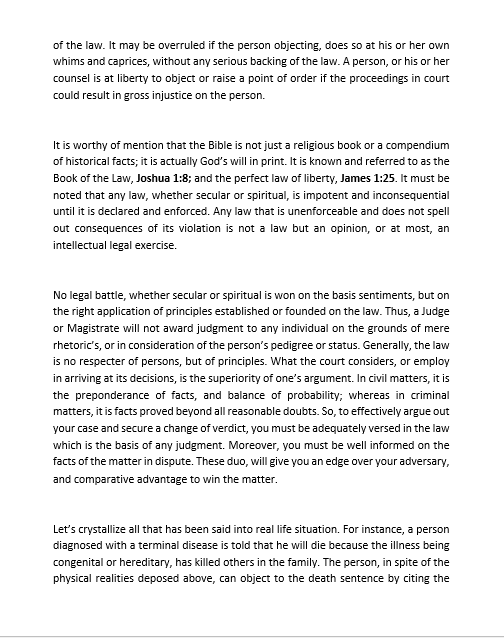 of the law. It may be overruled if the person objecting, does so at his or her own
whims and caprices, without any serious backing of the law. A person, or his or her
counsel is at liberty to object or raise a point of order if the proceedings in court
could result in gross injustice on the person.
It is worthy of mention that the Bible is not just a religious book or a compendium
of historical facts; it is actually God's will in print. It is known and referred to as the
Book of the Law, Joshua 1:8; and the perfect law of liberty, James 1:25. It must be
noted that any law, whether secular or spiritual, is impotent and inconsequential
until it is declared and enforced. Any law that is unenforceable and does not spell
out consequences of its violation is not a law but an opinion, or at most, an
intellectual legal exercise.
No legal battle, whether secular or spiritual is won on the basis sentiments, but on
the right application of principles established or founded on the law. Thus, a Judge
or Magistrate will not award judgment to any individual on the grounds of mere
rhetoric's, or in consideration of the person's pedigree or status. Generally, the law
is no respecter of persons, but of principles. What the court considers, or employ
in arriving at its decisions, is the superiority of one's argument. In civil matters, it is
the preponderance of facts, and balance of probability; whereas in criminal
matters, it is facts proved beyond all reasonable doubts. So, to effectively argue out
your case and secure a change of verdict, you must be adequately versed in the law
which is the basis of any judgment. Moreover, you must be well informed on the
facts of the matter in dispute. These duo, will give you an edge over your adversary,
and comparative advantage to win the matter.
Let's crystallize all that has been said into real life situation. For instance, a person
diagnosed with a terminal disease is told that he will die because the illness being
congenital or hereditary, has killed others in the family. The person, in spite of the
physical realities deposed above, can object to the death sentence by citing the